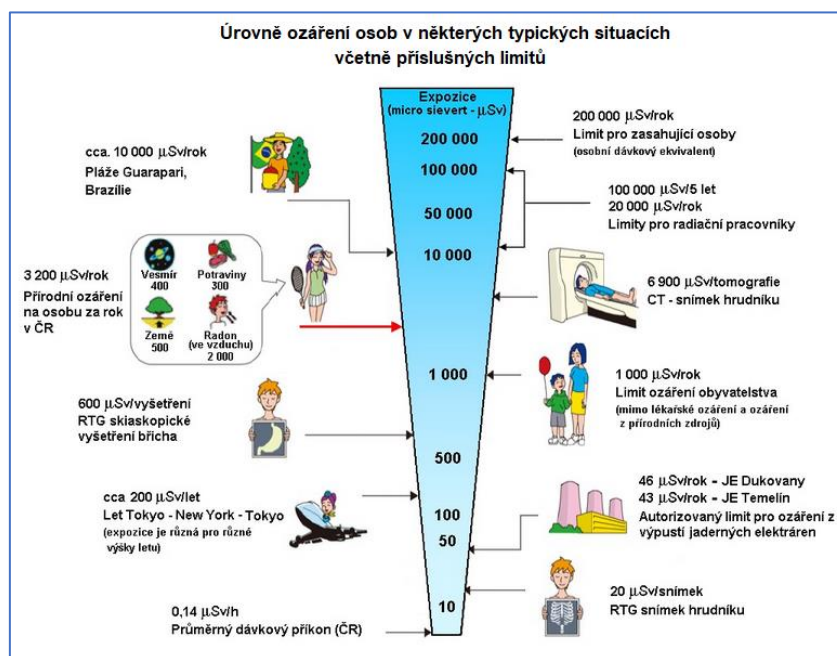 Úrovně ozáření osob v některých typických situacích
včetně příslušných limitů
Expozice
(micro sievert - µSv)
200 000
100 000
50 000
10 000
1 000
500
100
50
10
cca. 10 000 µSv/rok
Pláže Guarapari,
Brazílie
3 200 µSv/rok
Přírodní ozáření
na osobu za rok
v ČR
Vesmír
400
Potraviny
300
Země
500
Radon
(ve vzduchu)
2 000
600 µSv/vyšetření
RTG skiaskopické
vyšetření břicha
cca 200 µSv/let
Let Tokyo - New York - Tokyo
(expozice je různá pro různé
výšky letu)
0,14 µSv/h
Průměrný dávkový příkon (ČR)
200 000 µSv/rok
Limit pro zasahující osoby
(osobní dávkový ekvivalent)
100 000 µSv/5 let
20 000 µSv/rok
Limity pro radiační pracovníky
6 900 µSv/tomografie
CT - snímek hrudníku
1 000 µSv/rok
Limit ozáření obyvatelstva
(mimo lékařské ozáření a ozáření
z přírodních zdrojů)
46 µSv/rok - JE Dukovany
43 µSv/rok - JE Temelín
Autorizovaný limit pro ozáření z
výpustí jaderných elektráren
20 µSv/snímek
RTG snímek hrudníku